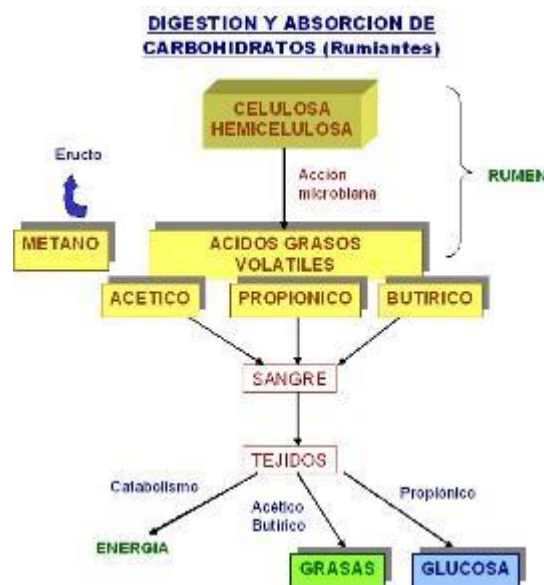 DIGESTION Y ABSORCION DE
CARBOHIDRATOS (Rumiantes)
CELULOSA
HEMICELULOSA
Eructo
Acción
microbiana
RUMEN
METANO
ACIDOS GRASOS
VOLATILES
ACETICO
PROPIONICO
BUTIRICO
SANGRE
TEJIDOS
Catabolismo
Acético
Butírico
Propiónico
ENERGIA
GRASAS
GLUCOSA